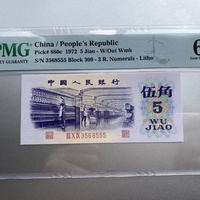 PMG
China / People's Republic
Pick# 880c 1972 5 Jiao - W/Out Wmk
S/N 3568555 Block 309 - 3 R. Numerals - Litho
6
中国人民银行
伍角
5
WU JIAO
3568555